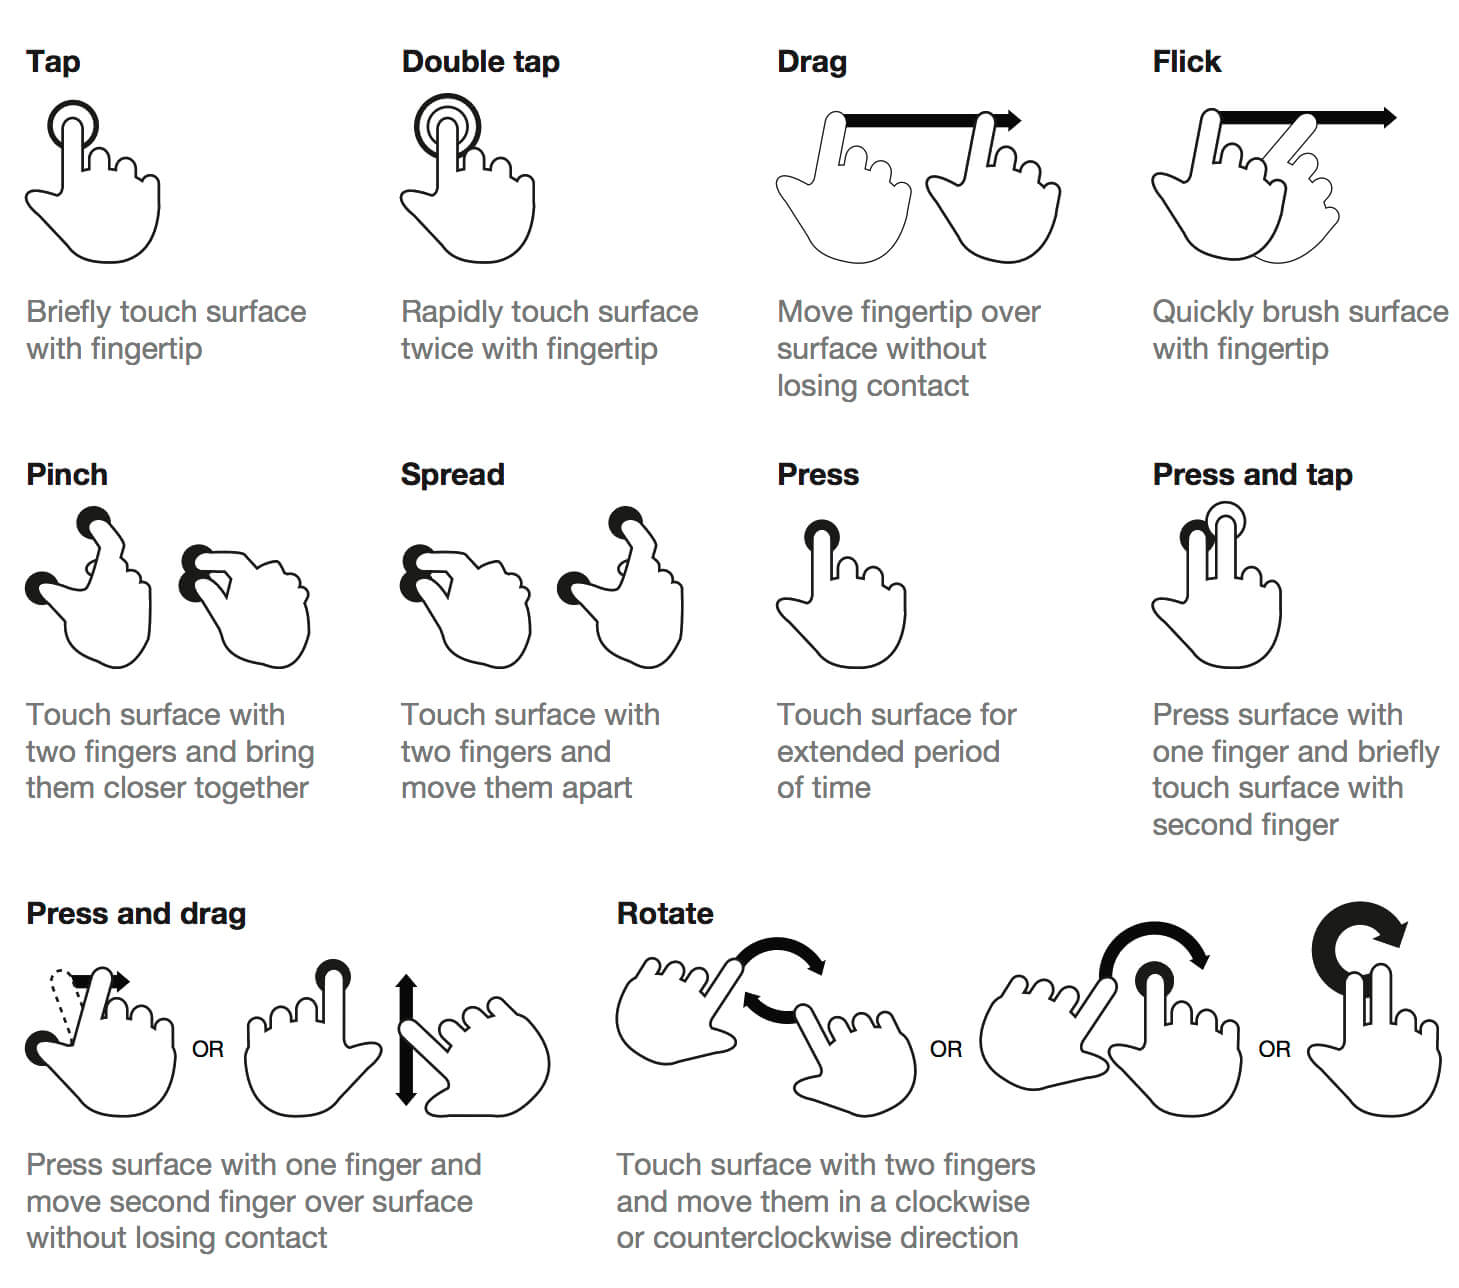 Tap
Briefly touch surface
with fingertip
Double tap
Rapidly touch surface
twice with fingertip
Drag
Move fingertip over
surface without
losing contact
Flick
Quickly brush surface
with fingertip
Pinch
Touch surface with
two fingers and bring
them closer together
Spread
Touch surface with
two fingers and
move them apart
Press
Touch surface for
extended period
of time
Press and tap
Press surface with
one finger and briefly
touch surface with
second finger
Press and drag
OR
Press surface with one finger and
move second finger over surface
without losing contact
Rotate
OR
OR
Touch surface with two fingers
and move them in a clockwise
or counterclockwise direction